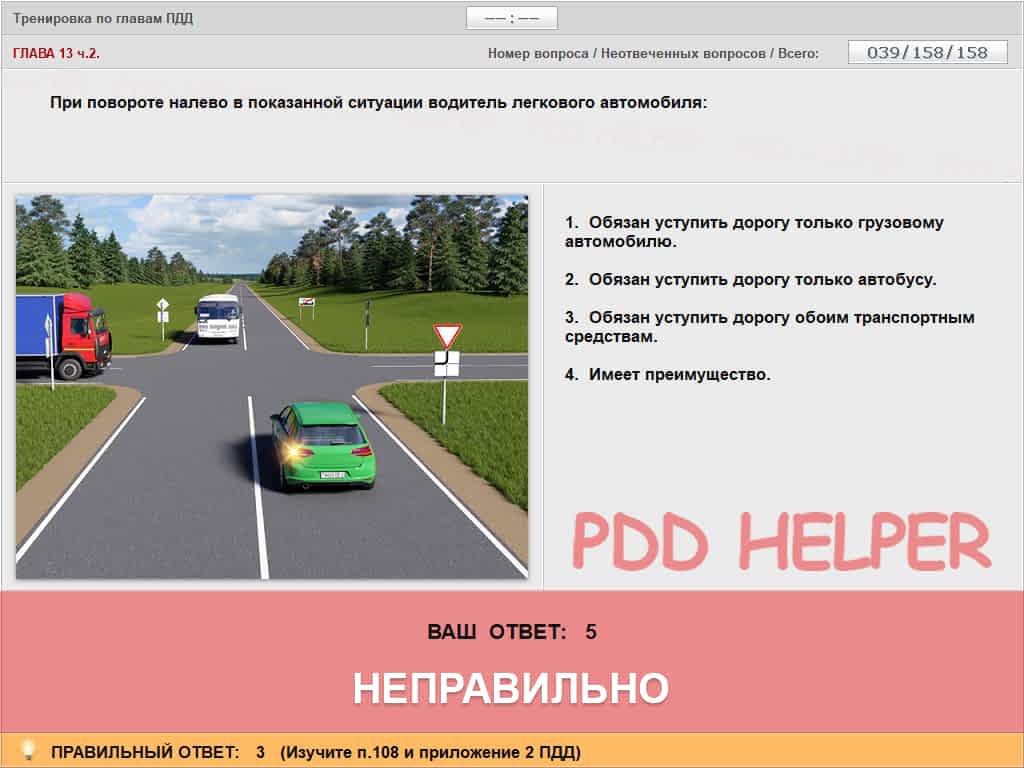 Тренировка по главам ПДД
—— : ——
ГЛАВА 13 ч.2.
Номер вопроса / Неотвеченных вопросов / Всего:
039/158/158
При повороте налево в показанной ситуации водитель легкового автомобиля:
1. Обязан уступить дорогу только грузовому
автомобилю.
2. Обязан уступить дорогу только автобусу.
3. Обязан уступить дорогу обоим транспортным
средствам.
4. Имеет преимущество.
PDD HELPER
ВАШ ОТВЕТ: 5
НЕПРАВИЛЬНО
ПРАВИЛЬНЫЙ ОТВЕТ: 3 (Изучите п.108 и приложение 2 ПДД)